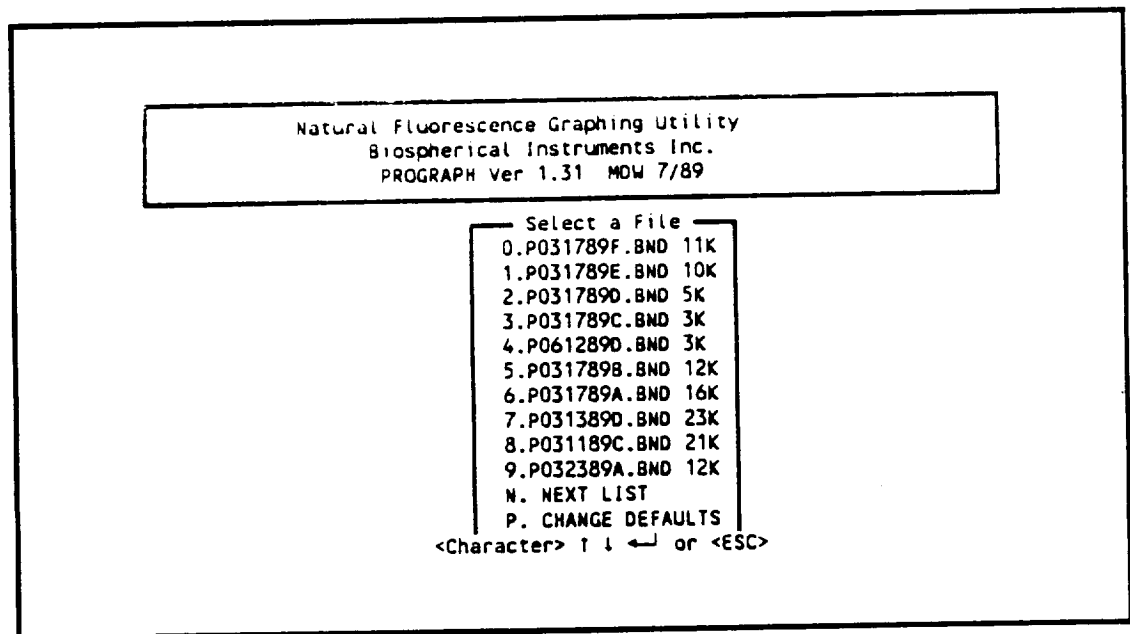 Natural Fluorescence Graphing Utility
Biospherical Instruments Inc.
PROGRAPH Ver 1.31 MDW 7/89
Select a File
0.P031789F.BND 11K
1.P031789E.BND 10K
2.P031789D.BND 5K
3.P031789C.BND 3K
4.P061289D.BND 3K
5.P031789B.BND 12K
6.P031789A.BND 16K
7.P031389D.BND 23K
8.P031189C.BND 21K
9.P032389A.BND 12K
N. NEXT LIST
P. CHANGE DEFAULTS
<Character> ↑ ↓ ←┘ or <ESC>